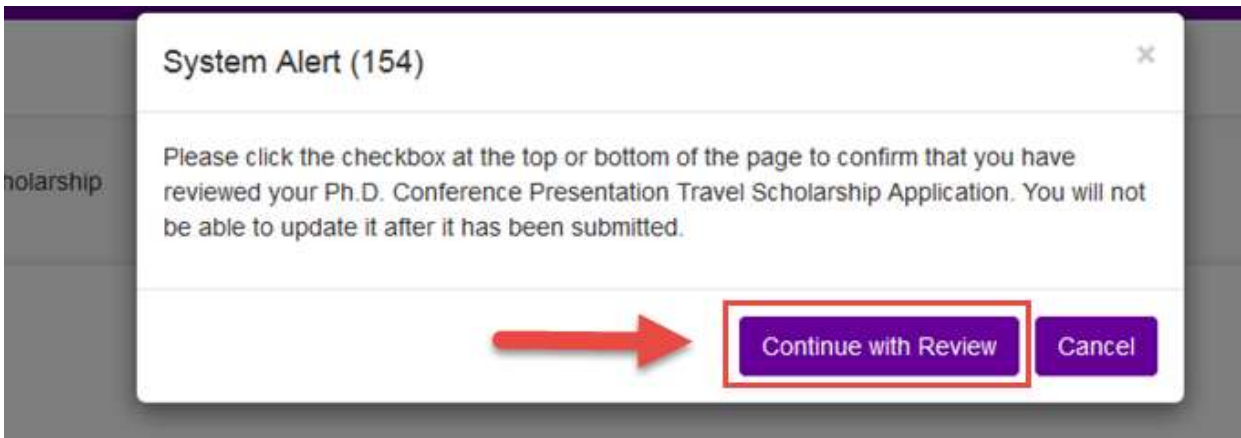 System Alert (154)
×
Please click the checkbox at the top or bottom of the page to confirm that you have
holarship
reviewed your Ph.D. Conference Presentation Travel Scholarship Application. You will not
be able to update it after it has been submitted.
Continue with Review
Cancel